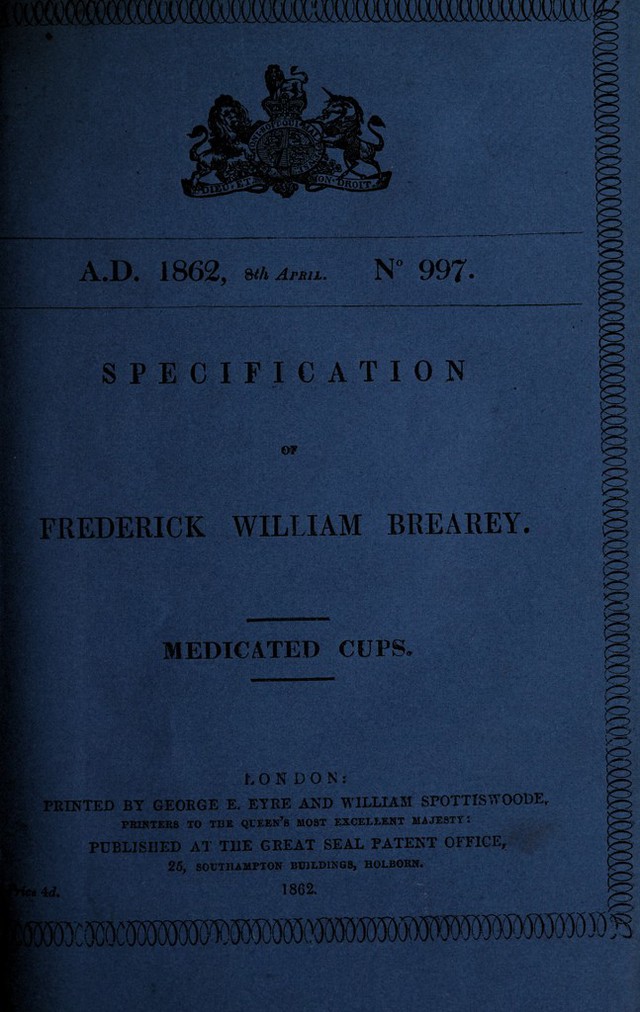 DIEU ET MON DROIT.
A.D. 1862, 8th APRIL. No 997.
SPECIFICATION
OF
FREDERICK WILLIAM BREAREY.
MEDICATED CUPS.
LONDON:
PRINTED BY GEORGE E. EYRE AND WILLIAM SPOTTISWOODE,
PRINTERS TO THE QUEEN'S MOST EXCELLENT MAJESTY:
PUBLISHED AT THE GREAT SEAL PATENT OFFICE,
25, SOUTHAMPTON BUILDINGS, HOLBORN.
Price 4d. 1862.